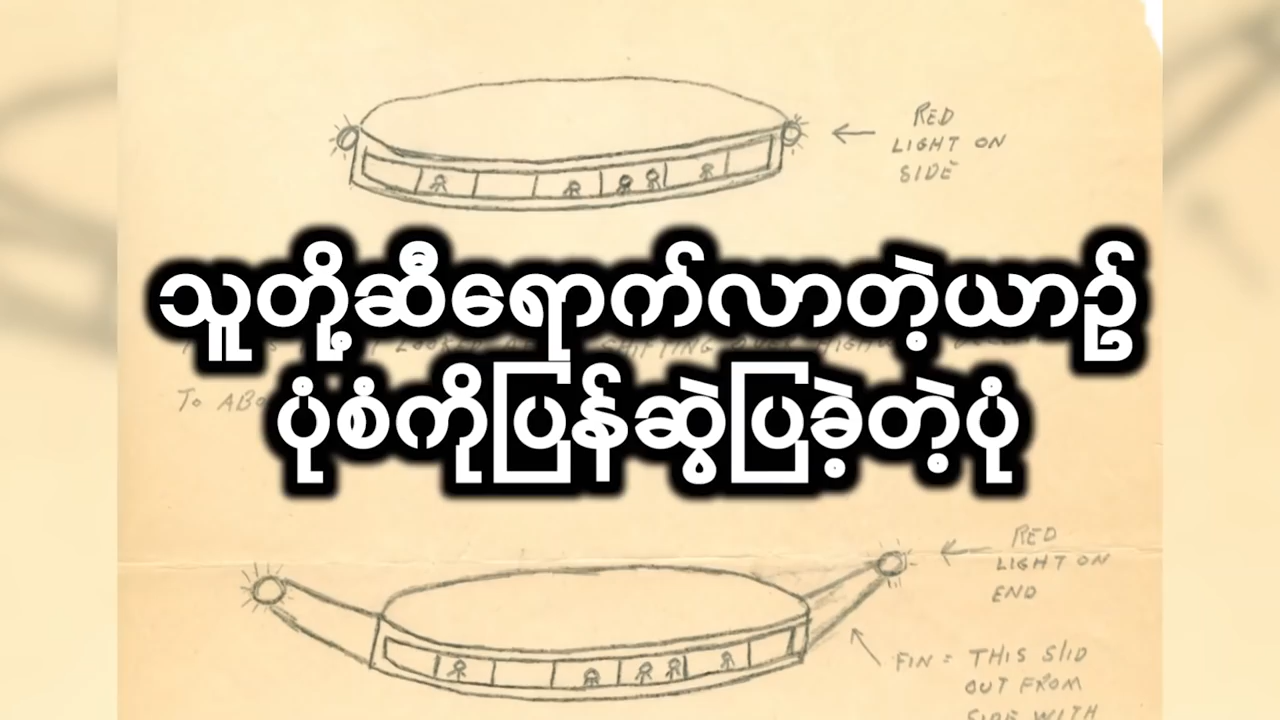 RED
LIGHT ON
SIDE
သူတို့ဆီရောက်လာတဲ့ယာဉ်
ပုံစံကိုပြန်ဆွဲပြခဲ့တဲ့ပုံ
TO
RED
LIGHT ON
END
FIN = THIS SLID
OUT FROM
SIDE WITH